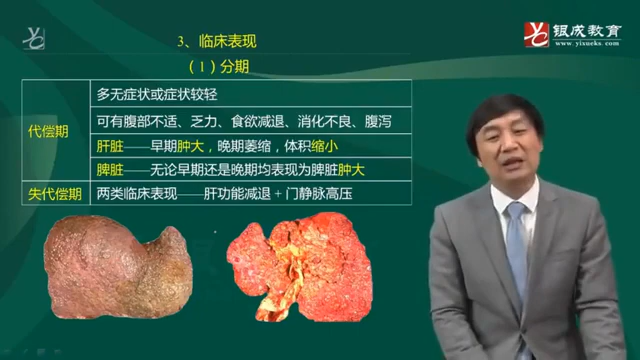 银成教育
www.yixueks.com
3、临床表现
（1）分期
代偿期
多无症状或症状较轻
可有腹部不适、乏力、食欲减退、消化不良、腹泻
肝脏——早期肿大，晚期萎缩，体积缩小
脾脏——无论早期还是晚期均表现为脾脏肿大
失代偿期
两类临床表现——肝功能减退 + 门静脉高压